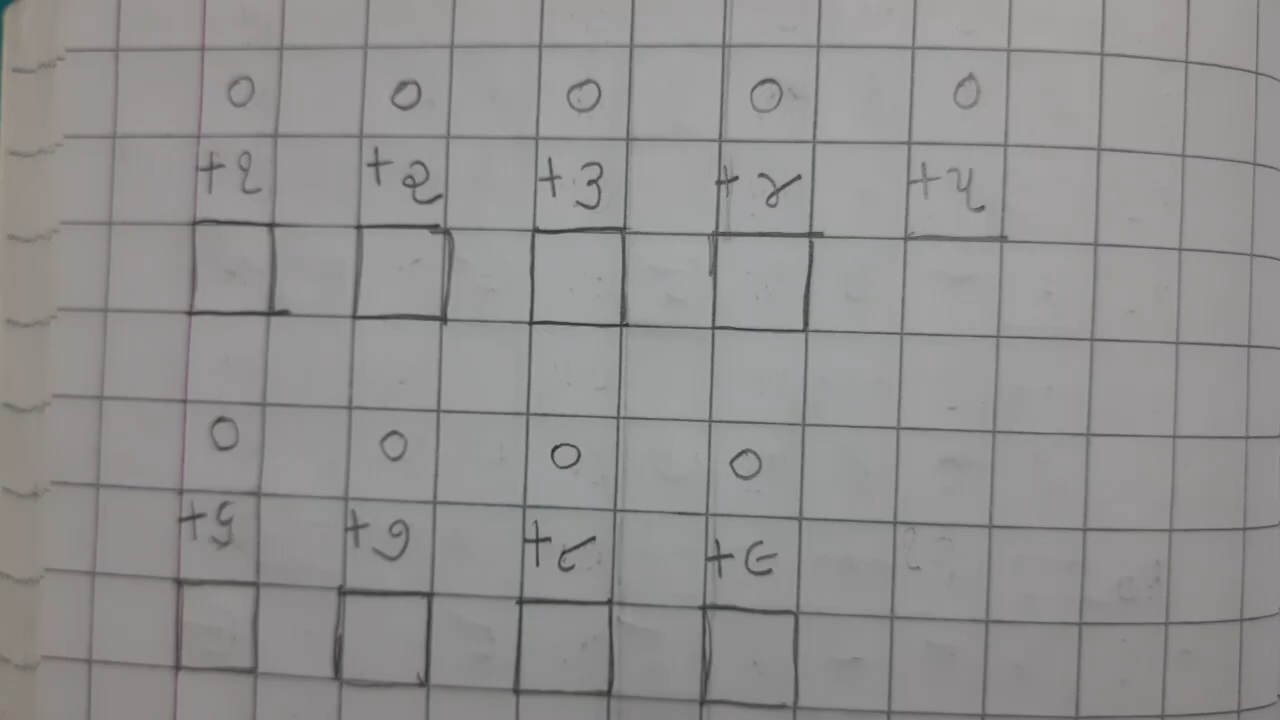 ૦ ૦ ૦ ૦ ૦
+૧ +૨ +૩ +૪ +૫
૦ ૦ ૦ ૦
+૬ +૭ +૮ +૯